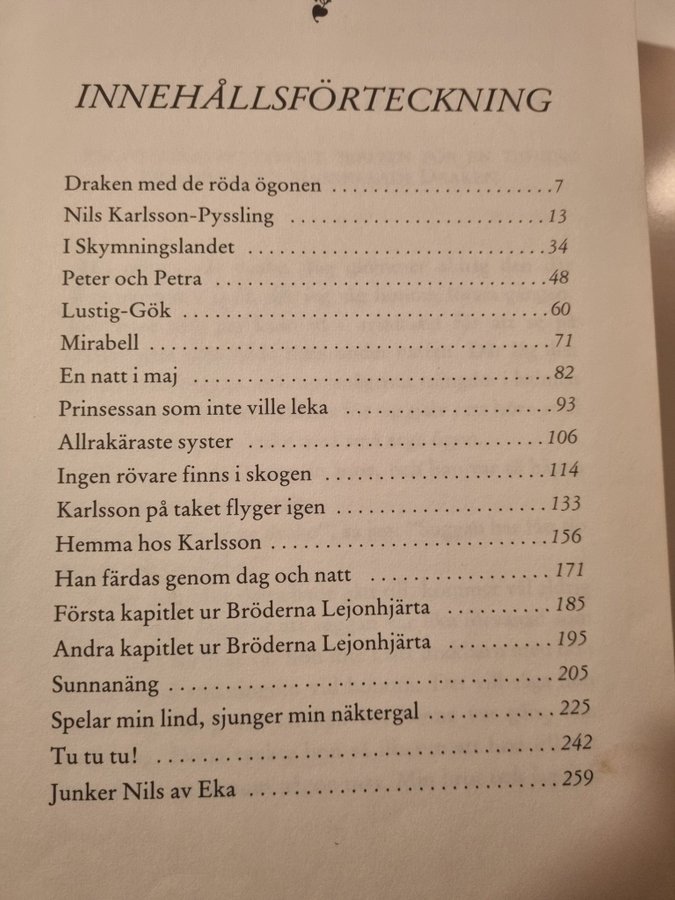 INNEHÅLLSFÖRTECKNING
Draken med de röda ögonen ....................7
Nils Karlsson-Pyssling ......................13
I Skymningslandet ..........................34
Peter och Petra .............................48
Lustig-Gök ................................60
Mirabell ...................................71
En natt i maj ...............................82
Prinsessan som inte ville leka ..................93
Allrakäraste syster ..........................106
Ingen rövare finns i skogen ....................114
Karlsson på taket flyger igen ...................133
Hemma hos Karlsson ........................156
Han färdas genom dag och natt ................171
Första kapitlet ur Bröderna Lejonhjärta .........185
Andra kapitlet ur Bröderna Lejonhjärta .........195
Sunnanäng .................................205
Spelar min lind, sjunger min näktergal ...........225
Tu tu tu! ..................................242
Junker Nils av Eka ..........................259